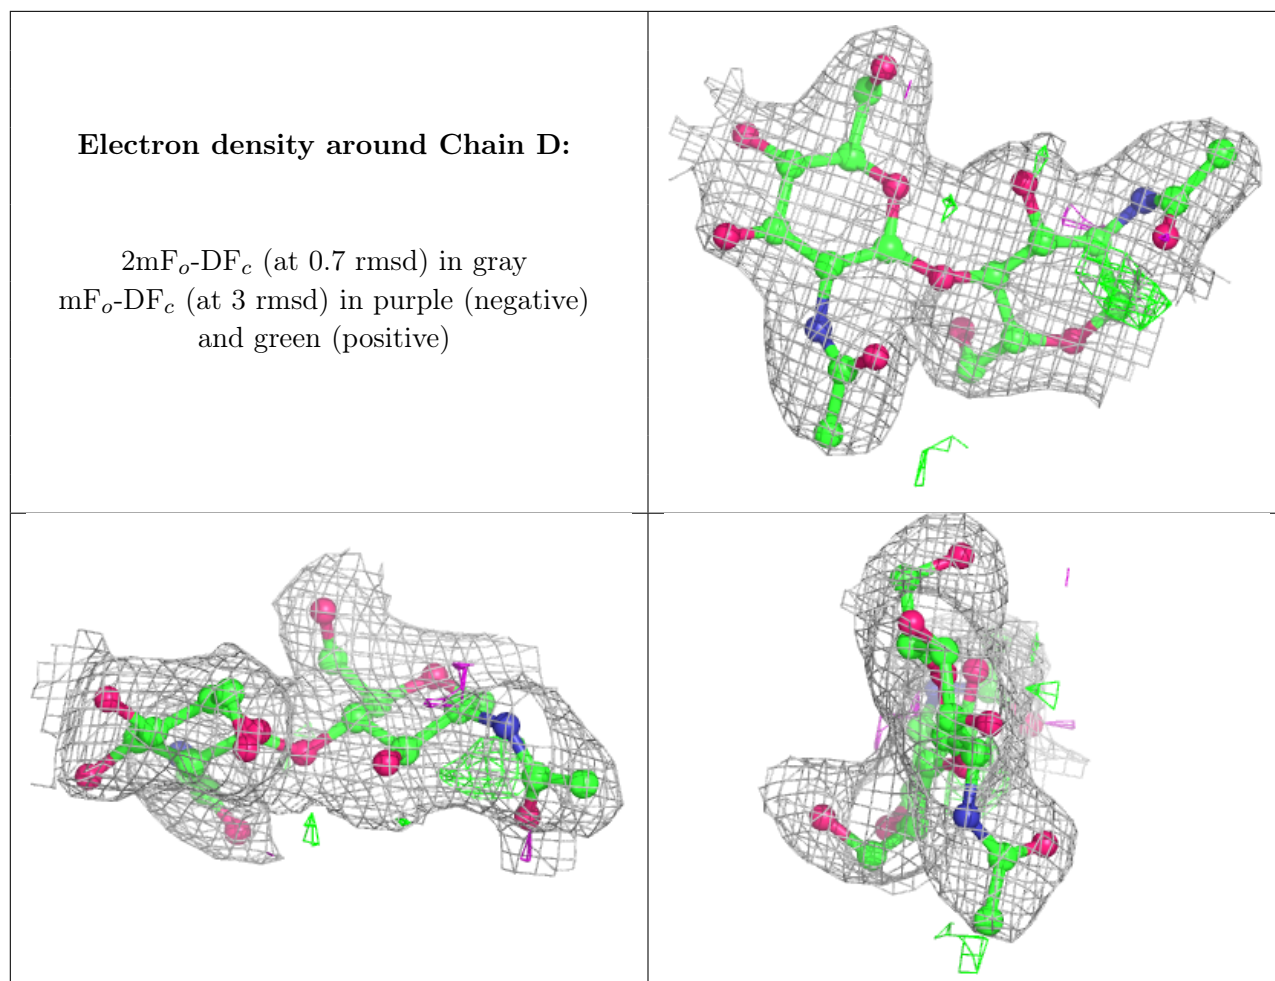 Electron density around Chain D:
2mFₒ-DF𝒸 (at 0.7 rmsd) in gray
mFₒ-DF𝒸 (at 3 rmsd) in purple (negative)
and green (positive)